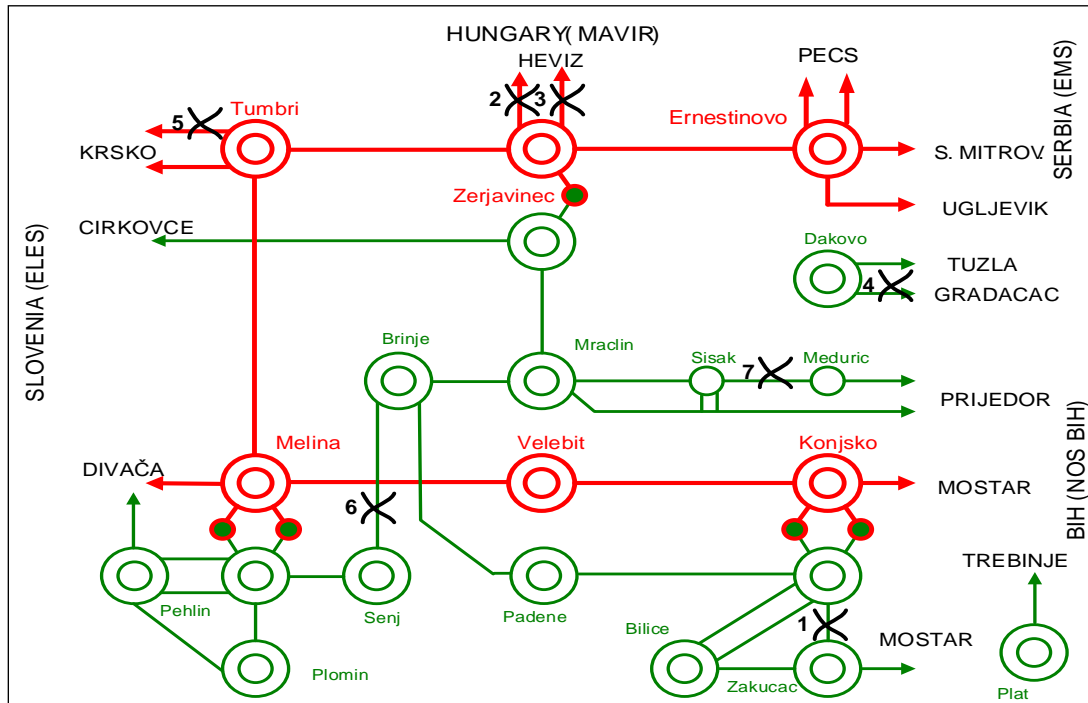 HUNGARY( MAVIR)
HEVIZ
PECS
SERBIA (EMS)
2
3
5
Tumbri
Ernestinovo
KRSKO
S. MITROV.
Zerjavinec
UGLJEVIK
CIRKOVCE
Dakovo
TUZLA
4
GRADACAC
SLOVENIA (ELES)
Brinje
Mraclin
Sisak
7
Meduric
PRIJEDOR
Melina
Velebit
Konjsko
DIVAČA
MOSTAR
BIH (NOS BIH)
6
TREBINJE
Pehlin
Senj
Padene
Bilice
1
MOSTAR
Plomin
Zakucac
Plat